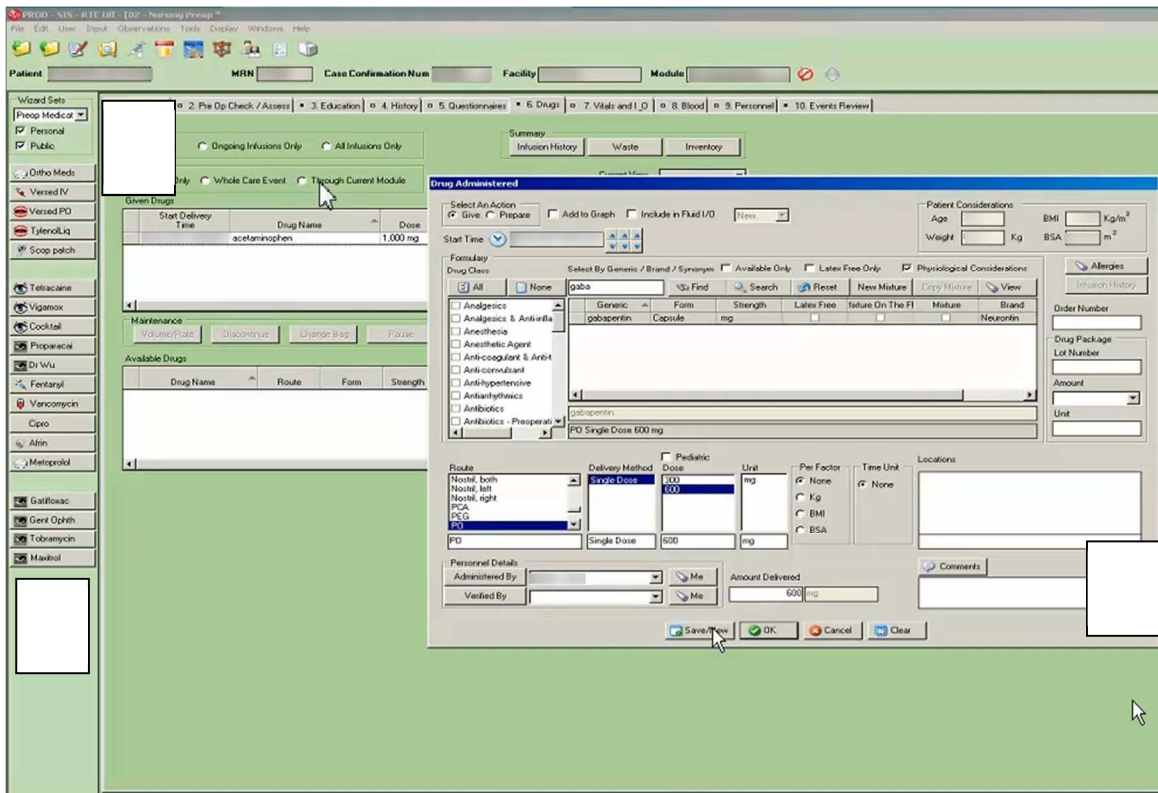 PROD - SIS - RTE DIT - [02 - Nursing Preop *
File Edit User Input Observations Tools Display Windows Help
Patient MRN Case Confirmation Num Facility Module
Wizard Sets
Preop Medicat
Personal
Public
Ortho Meds
Versed IV
Versed PO
TylenolLiq
Scop patch
Tetracaine
Vigamox
Cocktail
Proparacai
Dr Wu
Fentanyl
Vancomycin
Cipro
Afrin
Metoprolol
Gatifloxac
Gent Ophth
Tobramycin
Maxitrol
2. Pre Op Check / Assess 3. Education 4. History 5. Questionnaires 6. Drugs 7. Vitals and I_O 8. Blood 9. Personnel 10. Events Review
Ongoing Infusions Only All Infusions Only
Only Whole Care Event Through Current Module
Summary
Infusion History Waste Inventory
Current View
Given Drugs
Start Delivery Time Drug Name Dose
acetaminophen 1,000 mg
Maintenance
Volume/Rate Discontinue Change Bag Pause
Available Drugs
Drug Name Route Form Strength
Drug Administered
Select An Action
Give Prepare Add to Graph Include in Fluid I/O New
Start Time
Patient Considerations
Age BMI Kg/m²
Weight Kg BSA m²
Formulary
Drug Class Select By Generic / Brand / Synonym Available Only Latex Free Only Physiological Considerations
All None gaba Find Search Reset New Mixture Copy Mixture View
Analgesics
Analgesics & Anti-infla
Anesthesia
Anesthetic Agent
Anti-coagulant & Anti-t
Anti-convulsant
Anti-hypertensive
Antiarrhythmics
Antibiotics
Antibiotics - Preoperati
Generic Form Strength Latex Free ixture On The Fl Mixture Brand
gabapentin Capsule mg Neurontin
gabapentin
PO Single Dose 600 mg
Allergies
Infusion History
Order Number
Drug Package
Lot Number
Amount
Unit
Pediatric
Route Delivery Method Dose Unit
Nostril, both
Nostril, left
Nostril, right
PCA
PEG
PO
PO
Single Dose
Single Dose
300
600
600
mg
mg
Per Factor
None
Kg
BMI
BSA
Time Unit
None
Locations
Personnel Details
Administered By Me
Verified By Me
Amount Delivered
600 mg
Comments
OK Cancel Clear